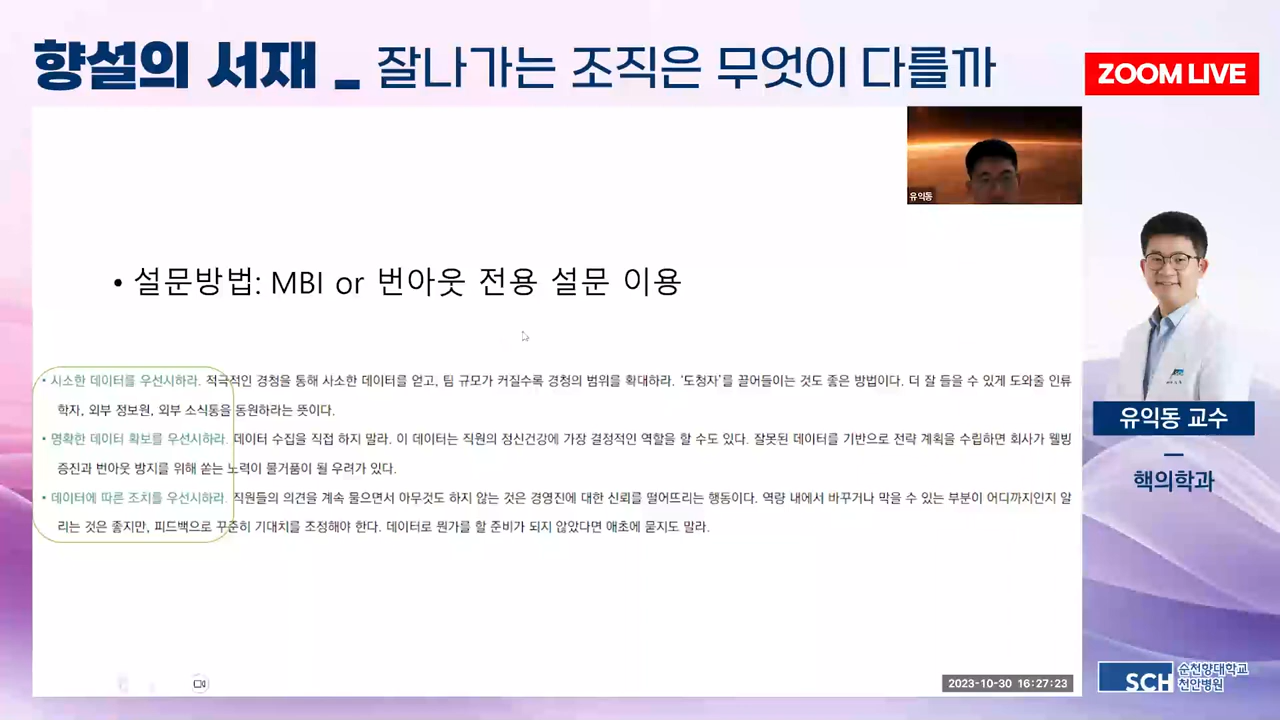 향설의 서재 _ 잘나가는 조직은 무엇이 다를까
ZOOM LIVE
유익동
• 설문방법: MBI or 번아웃 전용 설문 이용
• 사소한 데이터를 우선시하라. 적극적인 경청을 통해 사소한 데이터를 얻고, 팀 규모가 커질수록 경청의 범위를 확대하라. '도청자'를 끌어들이는 것도 좋은 방법이다. 더 잘 들을 수 있게 도와줄 인류
학자, 외부 정보원, 외부 소식통을 동원하라는 뜻이다.
• 명확한 데이터 확보를 우선시하라. 데이터 수집을 직접 하지 말라. 이 데이터는 직원의 정신건강에 가장 결정적인 역할을 할 수도 있다. 잘못된 데이터를 기반으로 전략 계획을 수립하면 회사가 웰빙
증진과 번아웃 방지를 위해 쏟는 노력이 물거품이 될 우려가 있다.
• 데이터에 따른 조치를 우선시하라. 직원들의 의견을 계속 물으면서 아무것도 하지 않는 것은 경영진에 대한 신뢰를 떨어뜨리는 행동이다. 역량 내에서 바꾸거나 막을 수 있는 부분이 어디까지인지 알
리는 것은 좋지만, 피드백으로 꾸준히 기대치를 조정해야 한다. 데이터로 뭔가를 할 준비가 되지 않았다면 애초에 묻지도 말라.
유익동 교수
핵의학과
2023-10-30 16:27:23
SCH 순천향대학교
천안병원